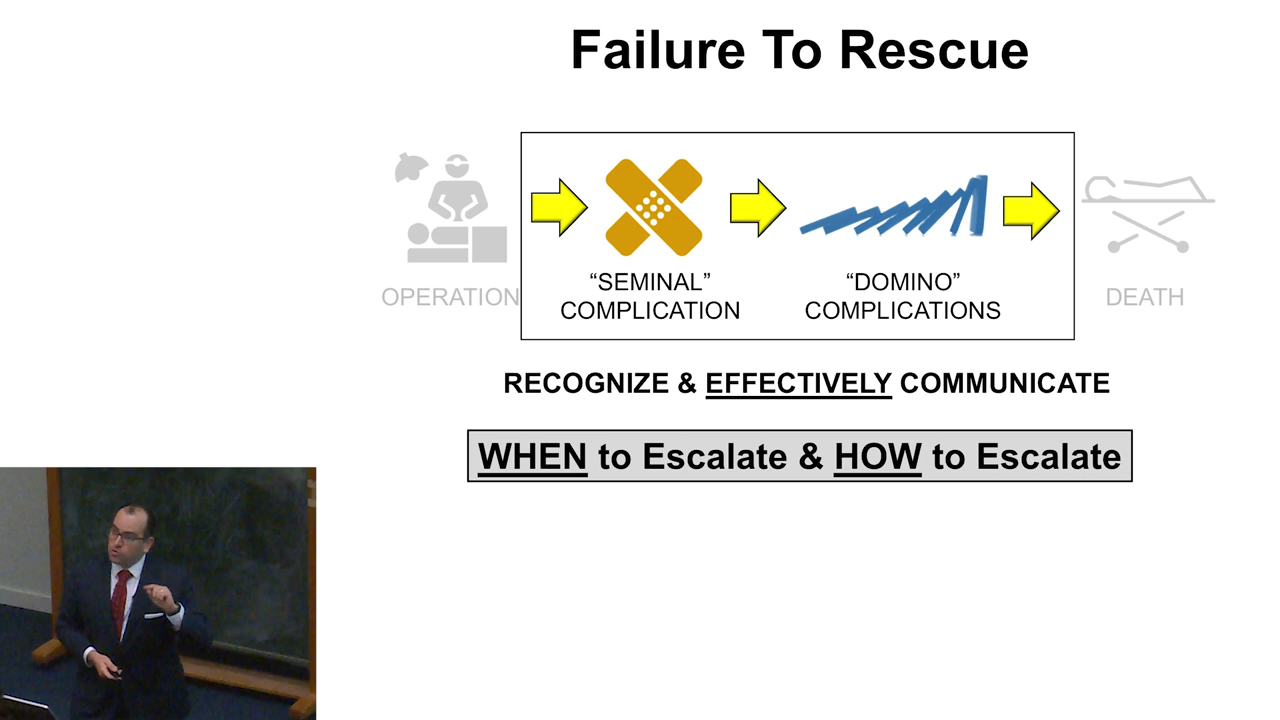 Failure To Rescue
OPERATION
“SEMINAL”
COMPLICATION
“DOMINO”
COMPLICATIONS
DEATH
RECOGNIZE & EFFECTIVELY COMMUNICATE
WHEN to Escalate & HOW to Escalate